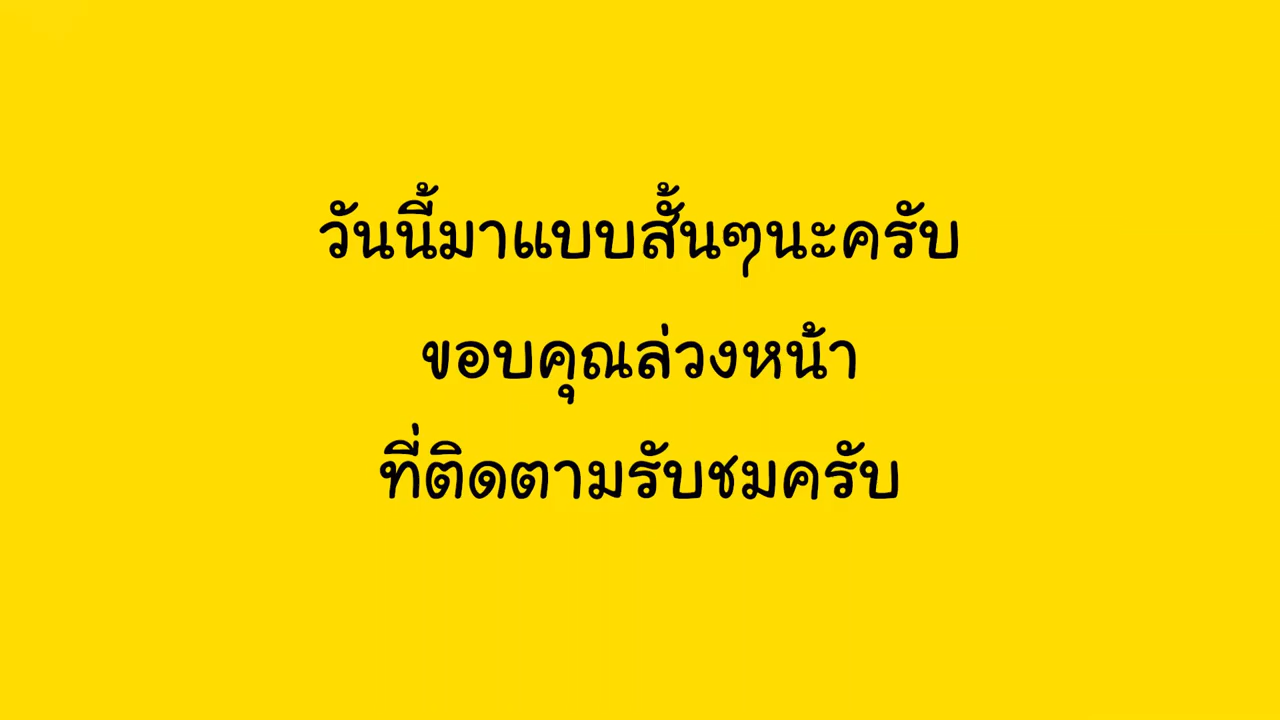 วันนี้มาแบบสั้นๆนะครับ
ขอบคุณล่วงหน้า
ที่ติดตามรับชมครับ